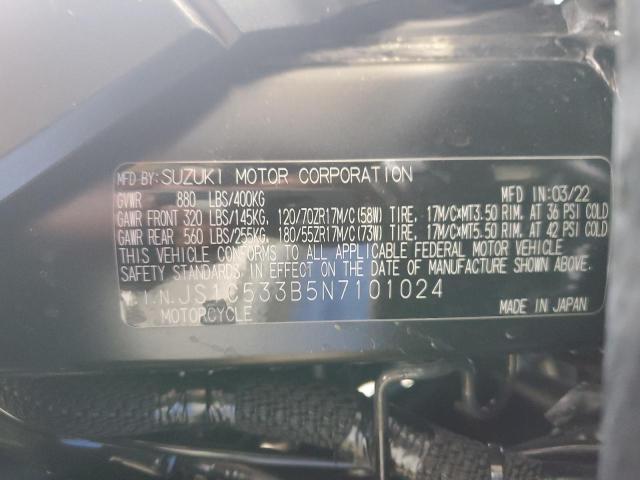 MFD BY: SUZUKI MOTOR CORPORATION
GVWR 880 LBS/400KG MFD IN: 03/22
GAWR FRONT 320 LBS/145KG, 120/70ZR17M/C(58W) TIRE, 17M/C×MT3.50 RIM, AT 36 PSI COLD
GAWR REAR 560 LBS/255KG, 180/55ZR17M/C(73W) TIRE, 17M/C×MT5.50 RIM, AT 42 PSI COLD
THIS VEHICLE CONFORMS TO ALL APPLICABLE FEDERAL MOTOR VEHICLE
SAFETY STANDARDS IN EFFECT ON THE DATE OF MANUFACTURE SHOWN ABOVE.
JS1C533B5N7101024
MOTORCYCLE MADE IN JAPAN